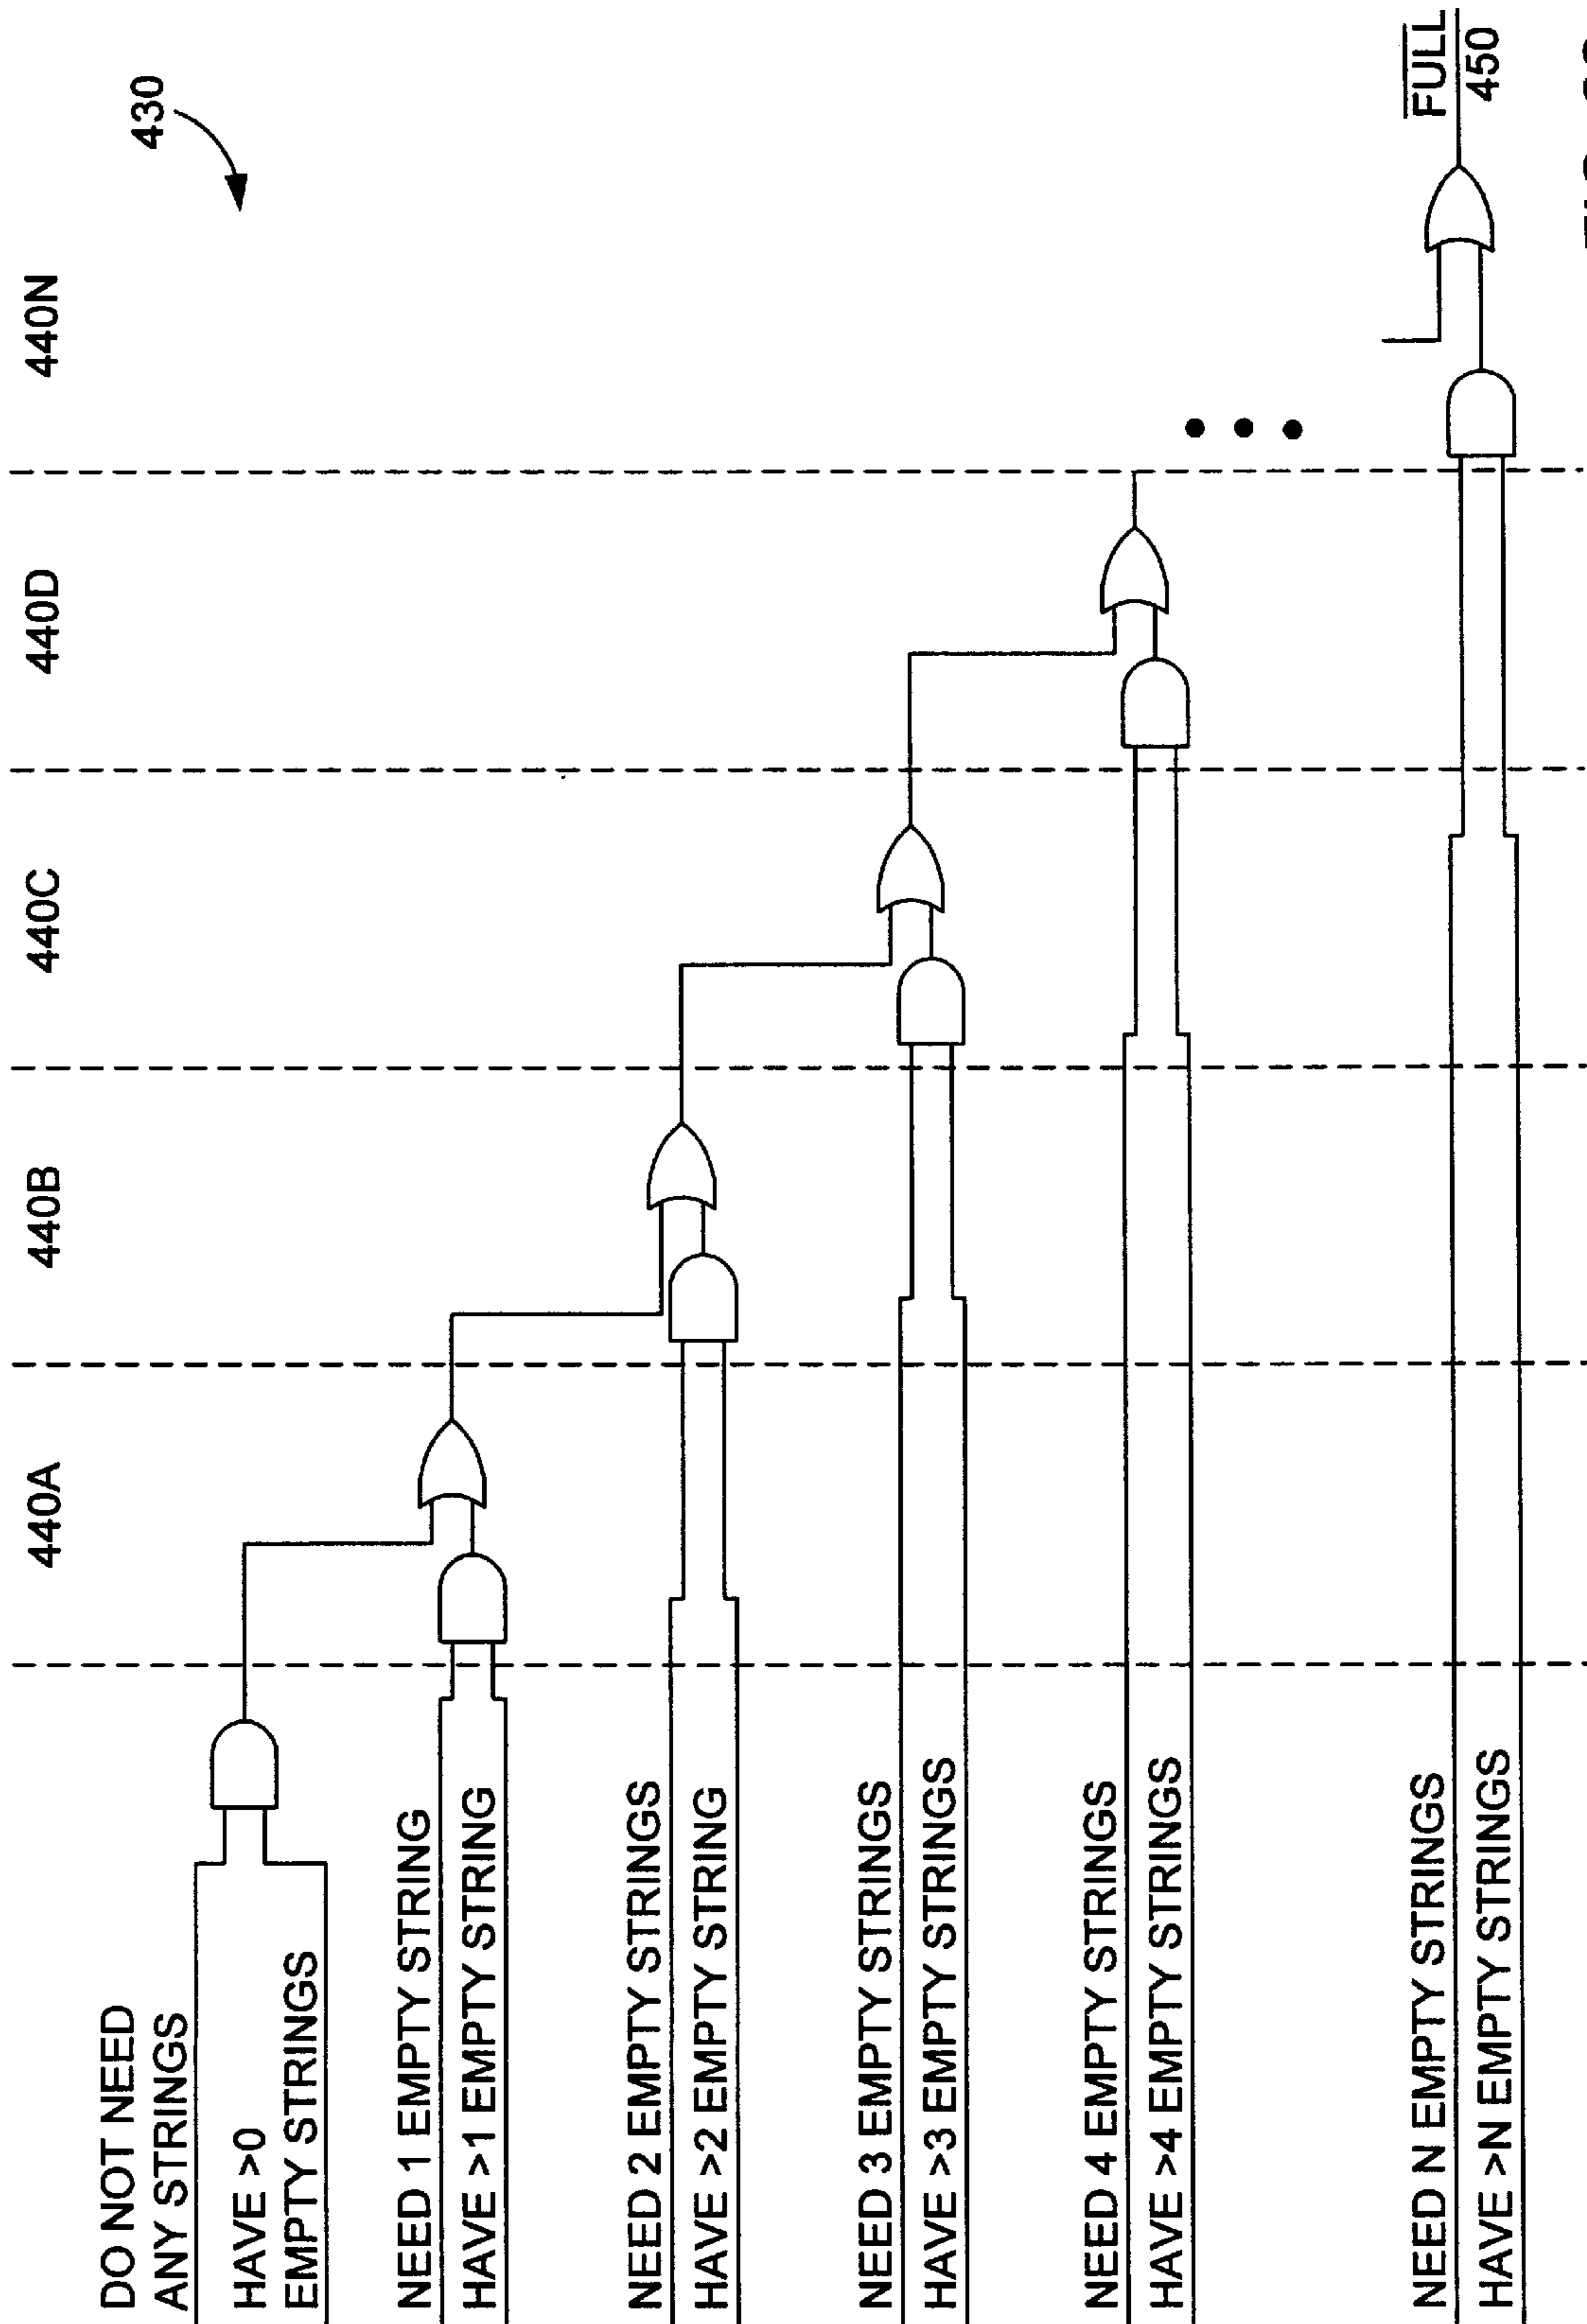 440A
440B
440C
440D
440N
430
DO NOT NEED
ANY STRINGS
HAVE >0
EMPTY STRINGS
NEED 1 EMPTY STRING
HAVE >1 EMPTY STRING
NEED 2 EMPTY STRINGS
HAVE >2 EMPTY STRING
NEED 3 EMPTY STRINGS
HAVE >3 EMPTY STRINGS
NEED 4 EMPTY STRINGS
HAVE >4 EMPTY STRINGS
NEED N EMPTY STRINGS
HAVE >N EMPTY STRINGS
FULL
450